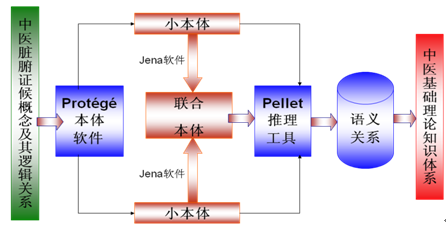 中医脏腑证候概念及其逻辑关系
Protégé
本体
软件
小本体
Jena软件
联合
本体
Jena软件
小本体
Pellet
推理
工具
语义
关系
中医基础理论知识体系